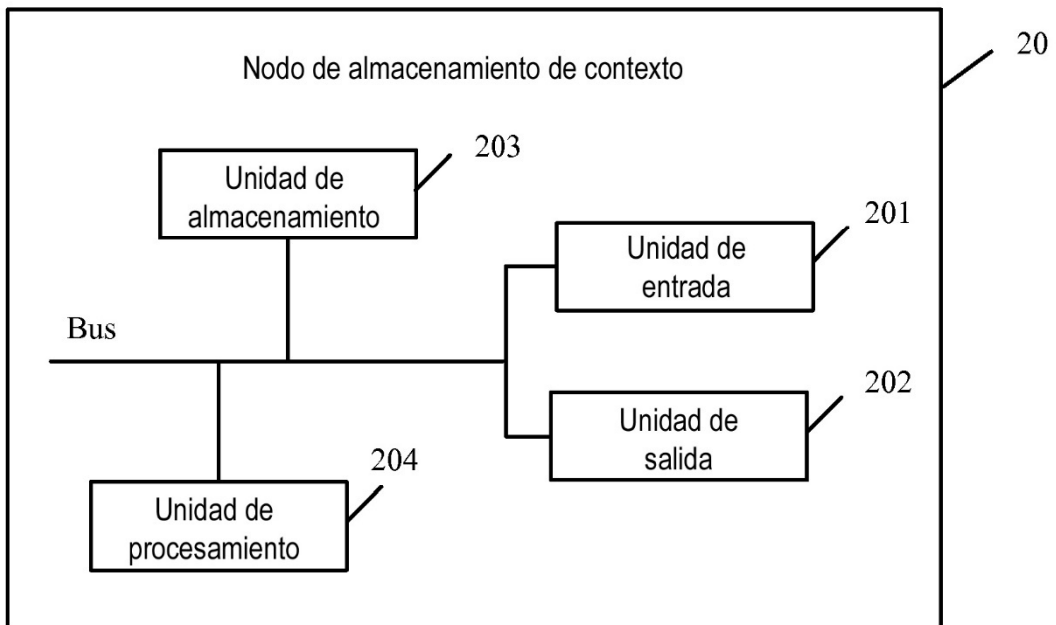 20
Nodo de almacenamiento de contexto
203
Unidad de
almacenamiento
201
Unidad de
entrada
Bus
202
Unidad de
salida
204
Unidad de
procesamiento